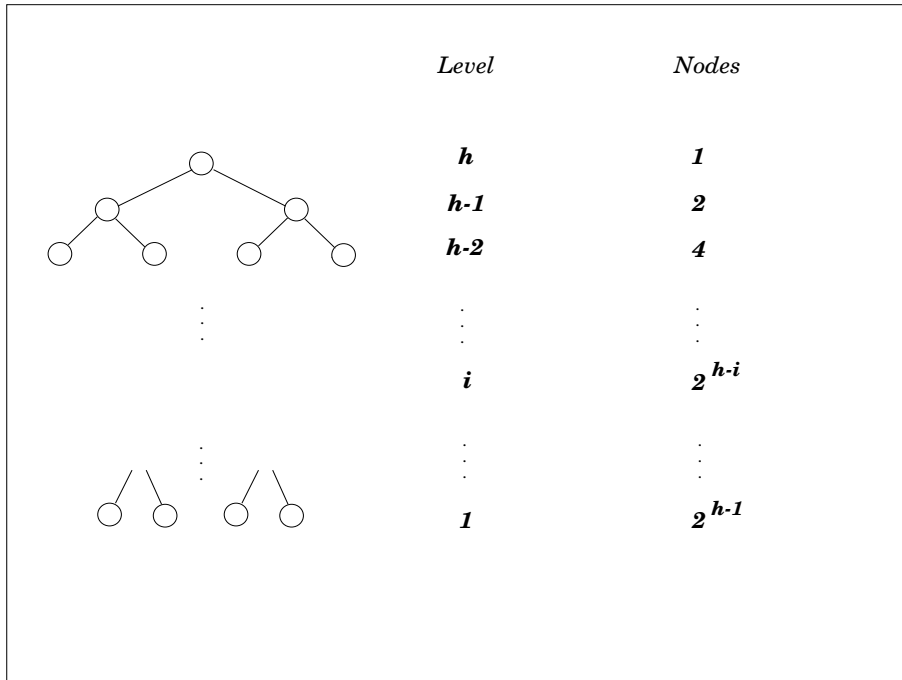 Level Nodes
h 1
h-1 2
h-2 4
. . .
. . .
. . .
i 2^h-i
. . .
. . .
. . .
1 2^h-1